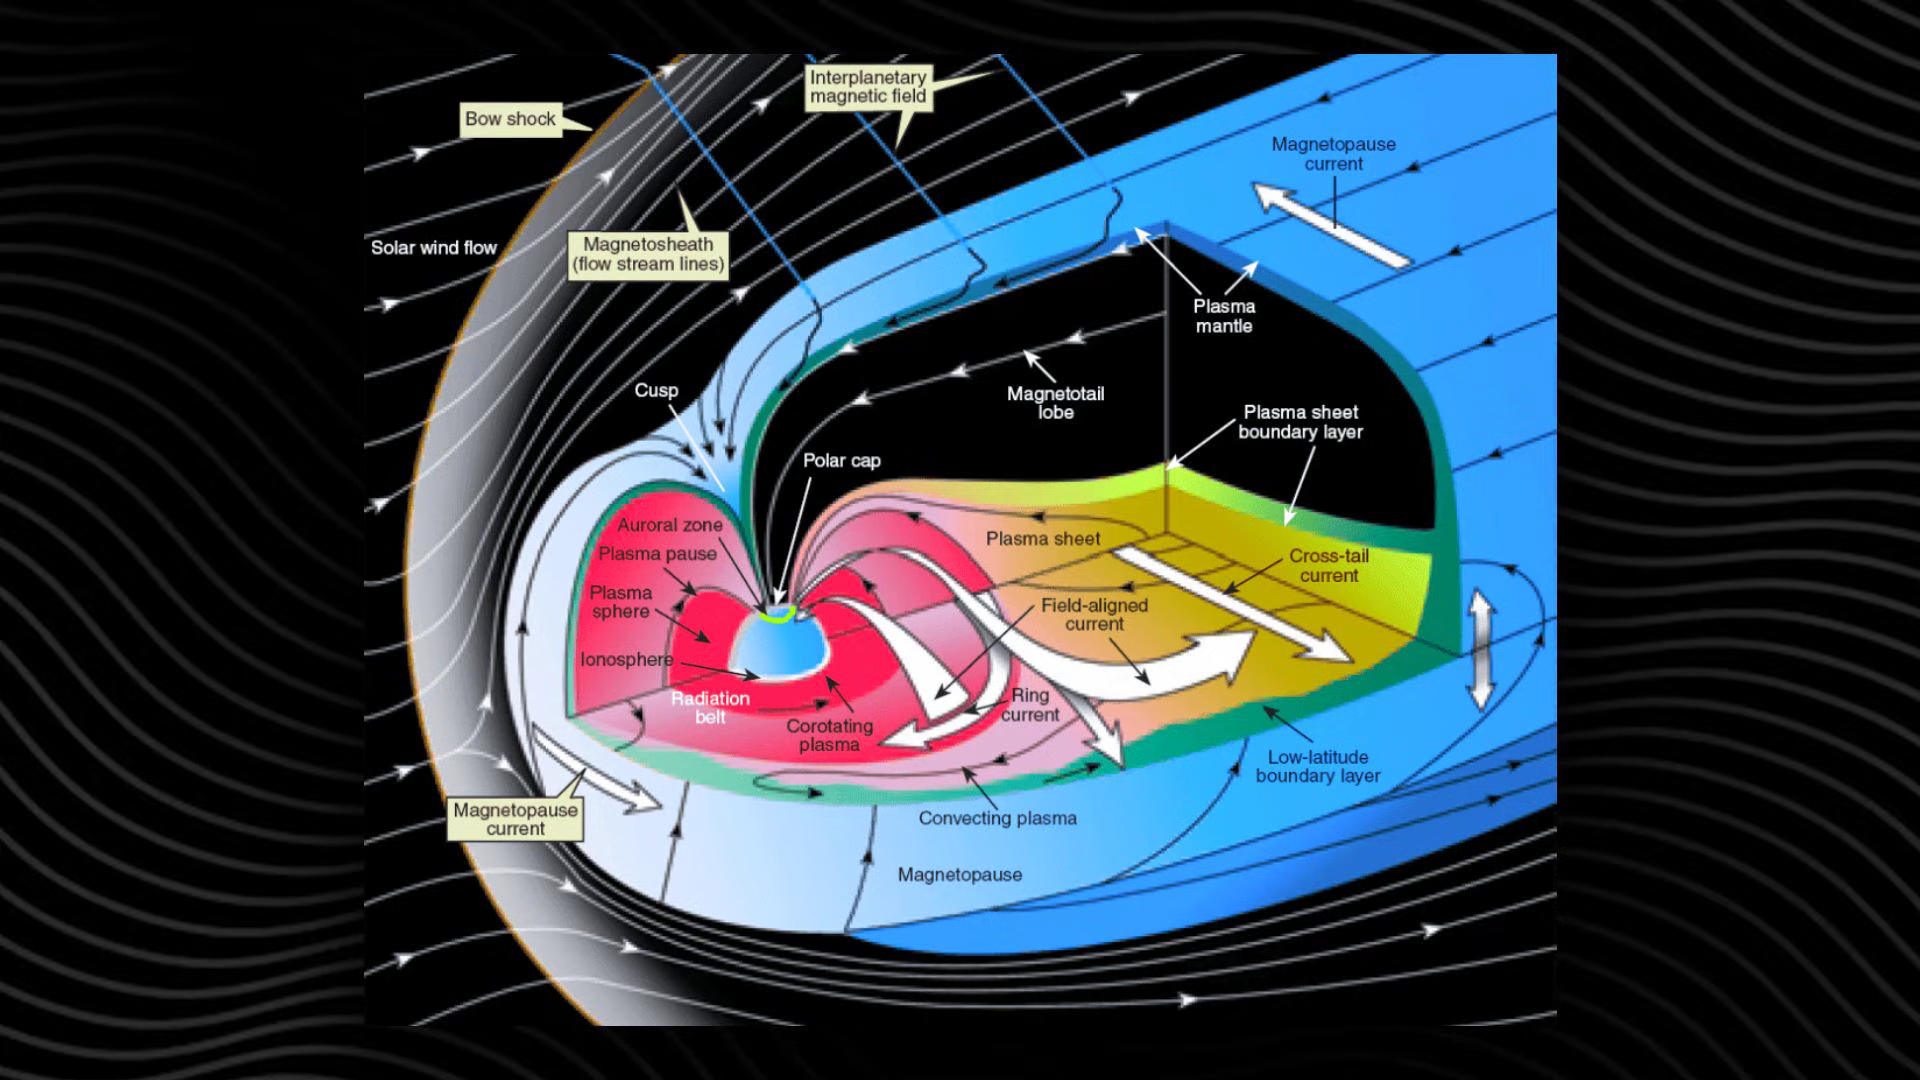 Interplanetary
magnetic field
Bow shock
Magnetopause
current
Solar wind flow
Magnetosheath
(flow stream lines)
Plasma
mantle
Cusp
Magnetotail
lobe
Plasma sheet
boundary layer
Polar cap
Auroral zone
Plasma pause
Plasma sheet
Cross-tail
current
Plasma
sphere
Field-aligned
current
Ionosphere
Radiation
belt
Ring
current
Corotating
plasma
Low-latitude
boundary layer
Magnetopause
current
Convecting plasma
Magnetopause